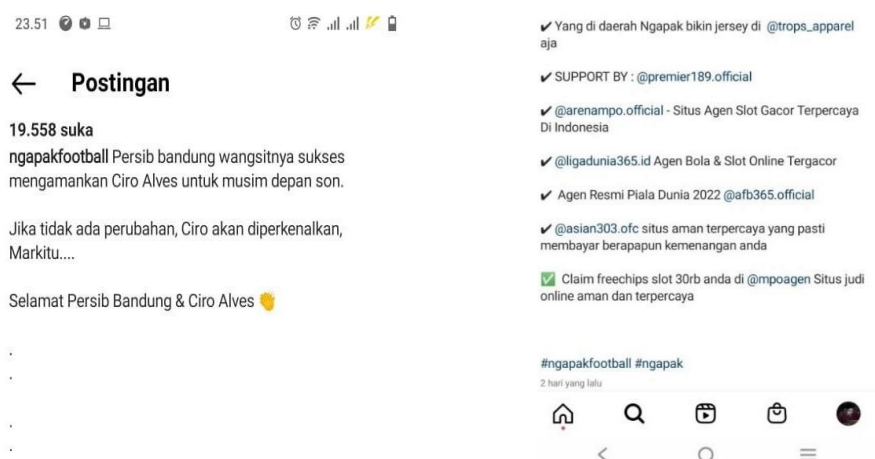 23.51
Postingan
19.558 suka
ngapakfootball Persib bandung wangsitnya sukses
mengamankan Ciro Alves untuk musim depan son.
Jika tidak ada perubahan, Ciro akan diperkenalkan,
Markitu....
Selamat Persib Bandung & Ciro Alves 👏
.
.
.
.
✔ Yang di daerah Ngapak bikin jersey di @trops_apparel
aja
✔ SUPPORT BY : @premier189.official
✔ @arenampo.official - Situs Agen Slot Gacor Terpercaya
Di Indonesia
✔ @ligadunia365.id Agen Bola & Slot Online Tergacor
✔ Agen Resmi Piala Dunia 2022 @afb365.official
✔ @asian303.ofc situs aman terpercaya yang pasti
membayar berapapun kemenangan anda
✅ Claim freechips slot 30rb anda di @mpoagen Situs judi
online aman dan terpercaya
#ngapakfootball #ngapak
2 hari yang lalu